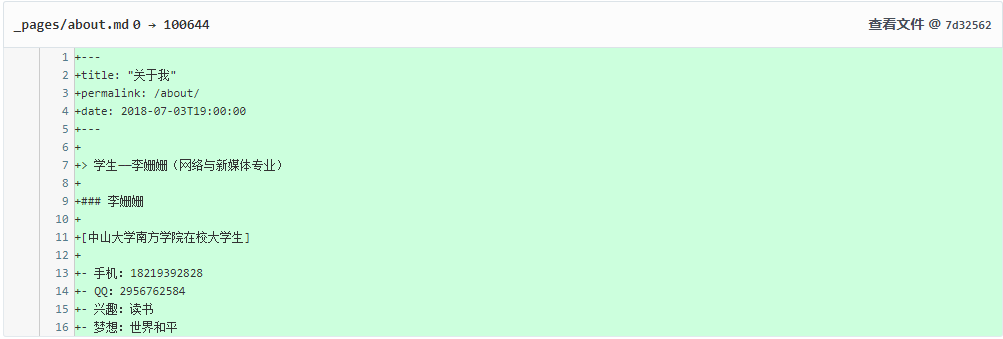 _pages/about.md 0 → 100644 查看文件 @ 7d32562
1 +---
2 +title: "关于我"
3 +permalink: /about/
4 +date: 2018-07-03T19:00:00
5 +---
6 +
7 +> 学生——李姗姗（网络与新媒体专业）
8 +
9 +### 李姗姗
10 +
11 +[中山大学南方学院在校大学生]
12 +
13 +- 手机：18219392828
14 +- QQ：2956762584
15 +- 兴趣：读书
16 +- 梦想：世界和平